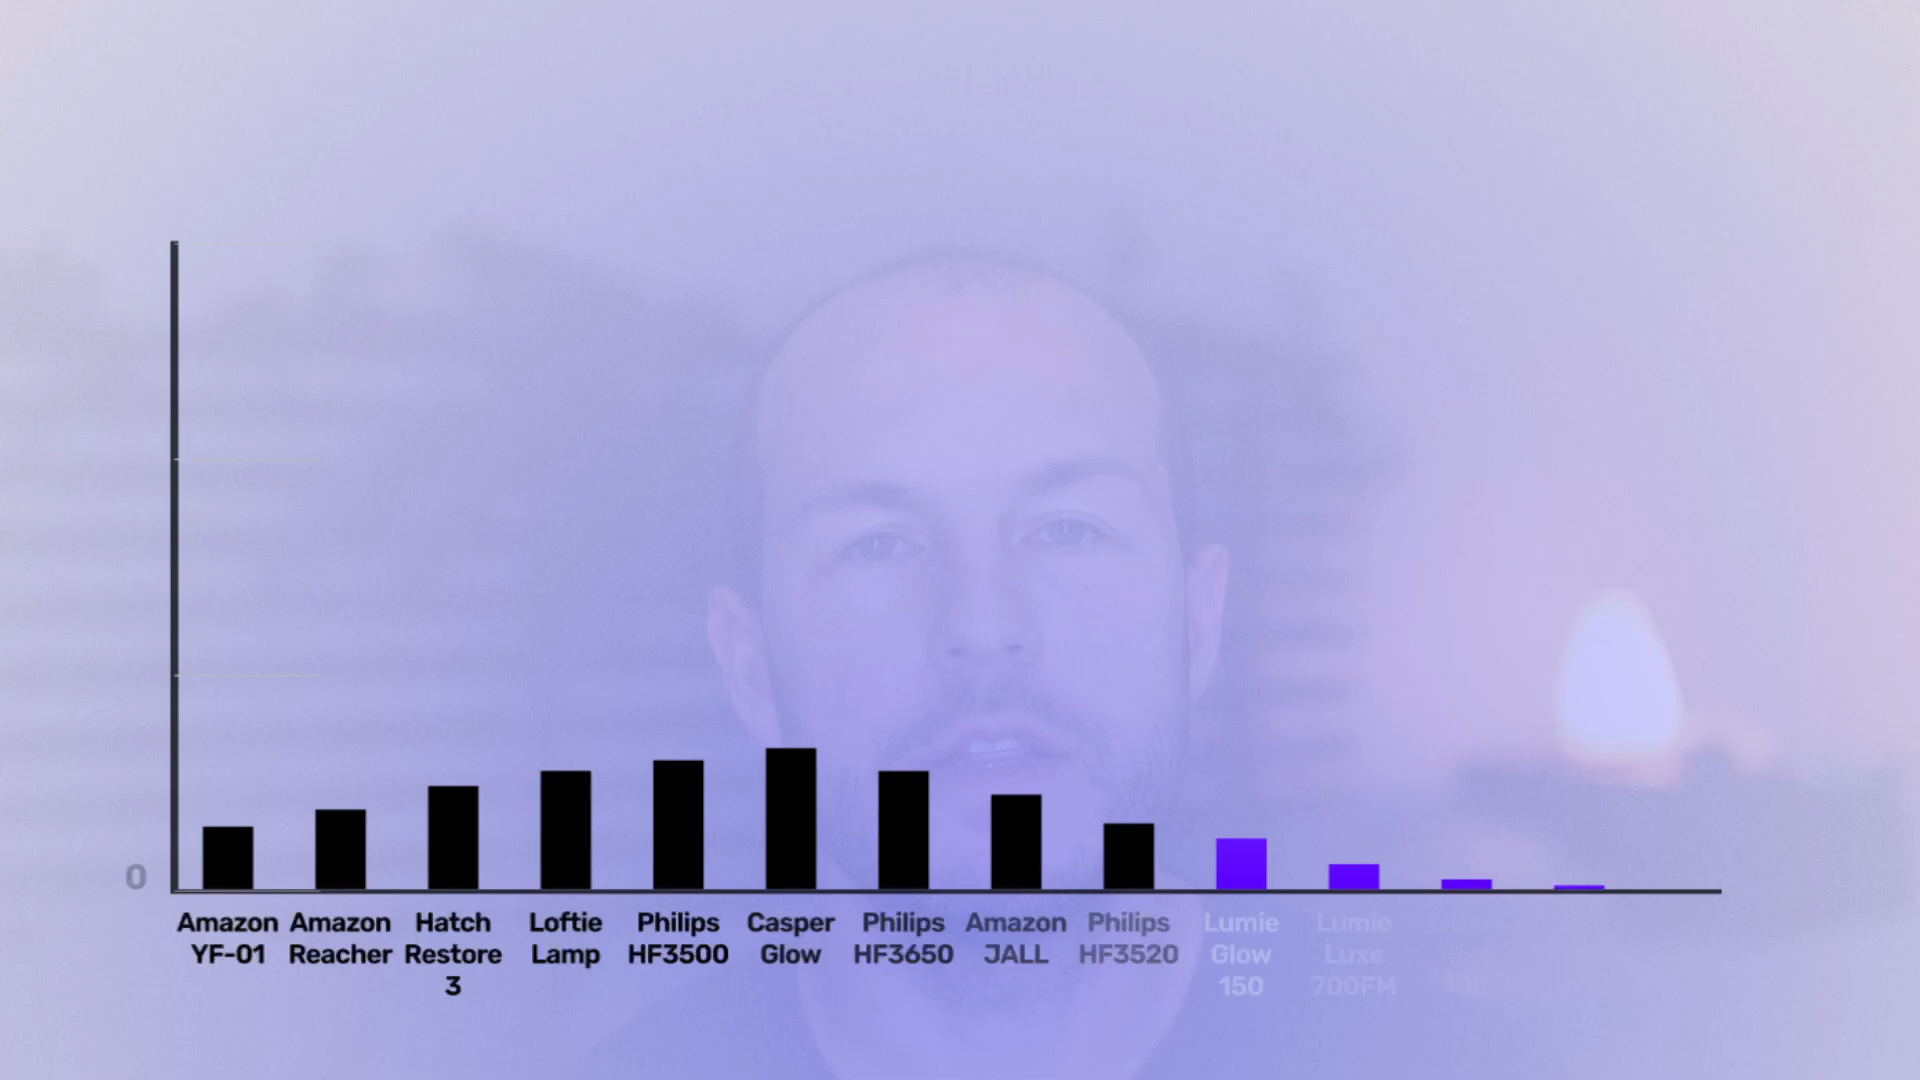 0
Amazon YF-01
Amazon Reacher
Hatch Restore 3
Loftie Lamp
Philips HF3500
Casper Glow
Philips HF3650
Amazon JALL
Philips HF3520
Lumie Glow 150
Lumie Luxe 700FM